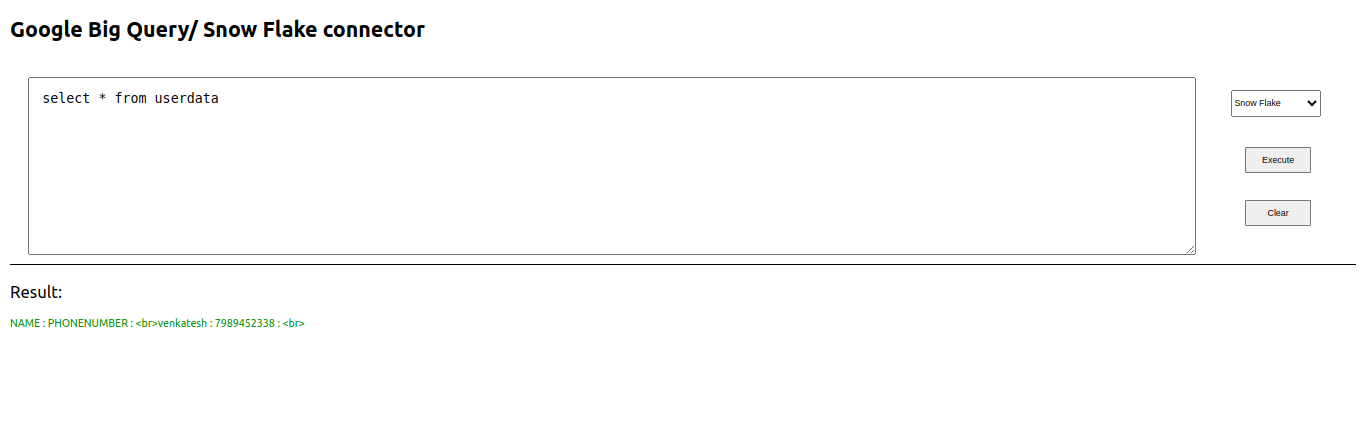 Google Big Query/ Snow Flake connector
select * from userdata
Snow Flake
Execute
Clear
Result:
NAME : PHONENUMBER : <br>venkatesh : 7989452338 : <br>